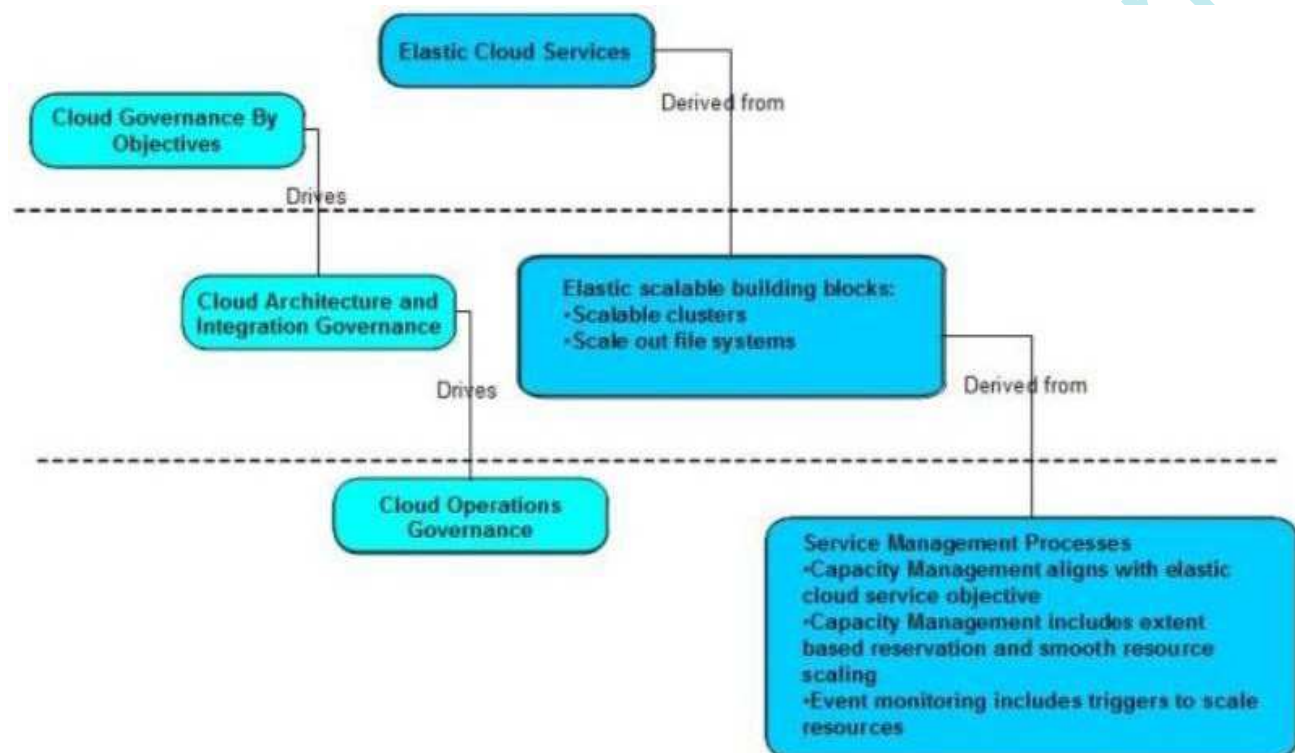 Elastic Cloud Services
Derived from
Cloud Governance By
Objectives
Drives
Cloud Architecture and
Integration Governance
Elastic scalable building blocks:
•Scalable clusters
•Scale out file systems
Drives
Derived from
Cloud Operations
Governance
Service Management Processes
•Capacity Management aligns with elastic
cloud service objective
•Capacity Management includes extent
based reservation and smooth resource
scaling
•Event monitoring includes triggers to scale
resources